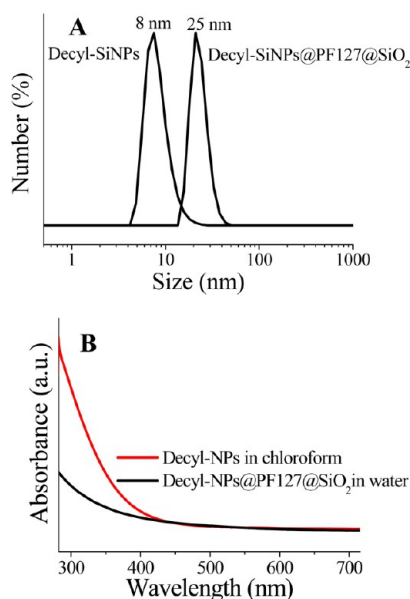 A
8 nm 25 nm
Decyl-SiNPs
Decyl-SiNPs@PF127@SiO₂
Number (%)
1 10 100 1000
Size (nm)
B
Decyl-NPs in chloroform
Decyl-NPs@PF127@SiO₂in water
Absorbance (a.u.)
300 400 500 600 700
Wavelength (nm)